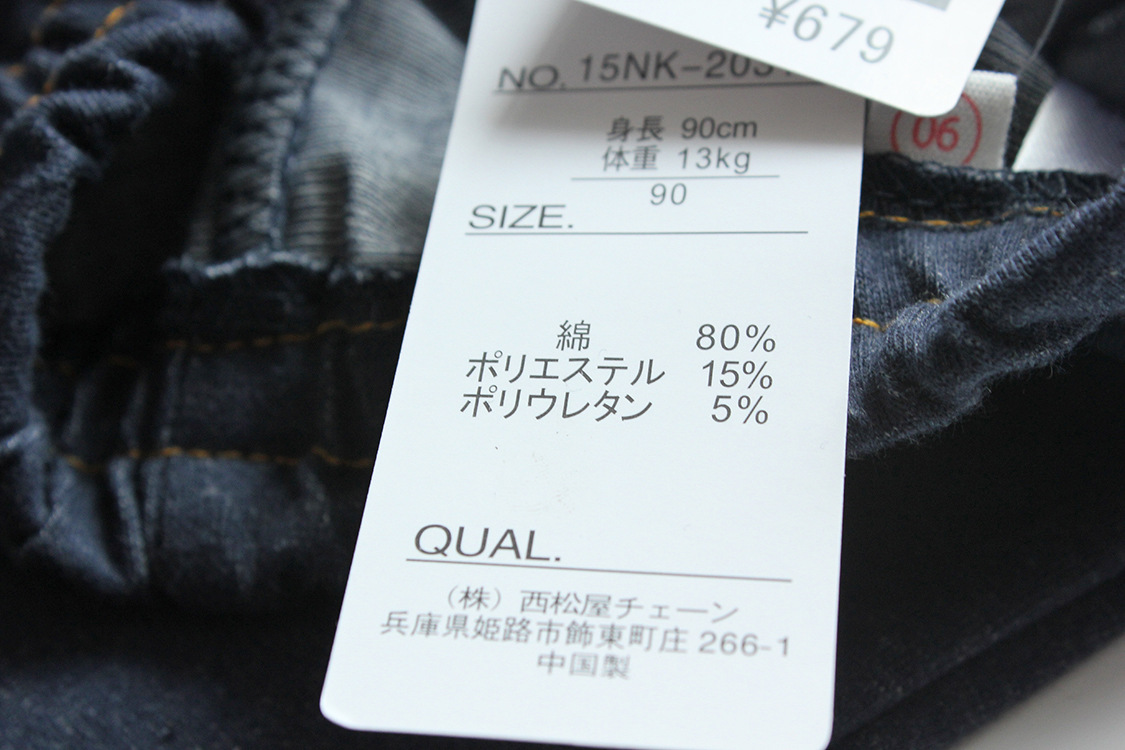 ¥679
NO. 15NK-203
06
身長 90cm
体重 13kg
90
SIZE.
綿 80%
ポリエステル 15%
ポリウレタン 5%
QUAL.
（株）西松屋チェーン
兵庫県姫路市飾東町庄 266-1
中国製